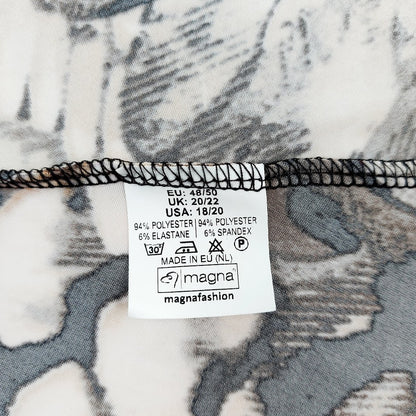 EU: 48/50
UK: 20/22
USA: 18/20
94% POLYESTER 94% POLYESTER
6% ELASTANE 6% SPANDEX
30° P
MADE IN EU (NL)
magna
magnafashion